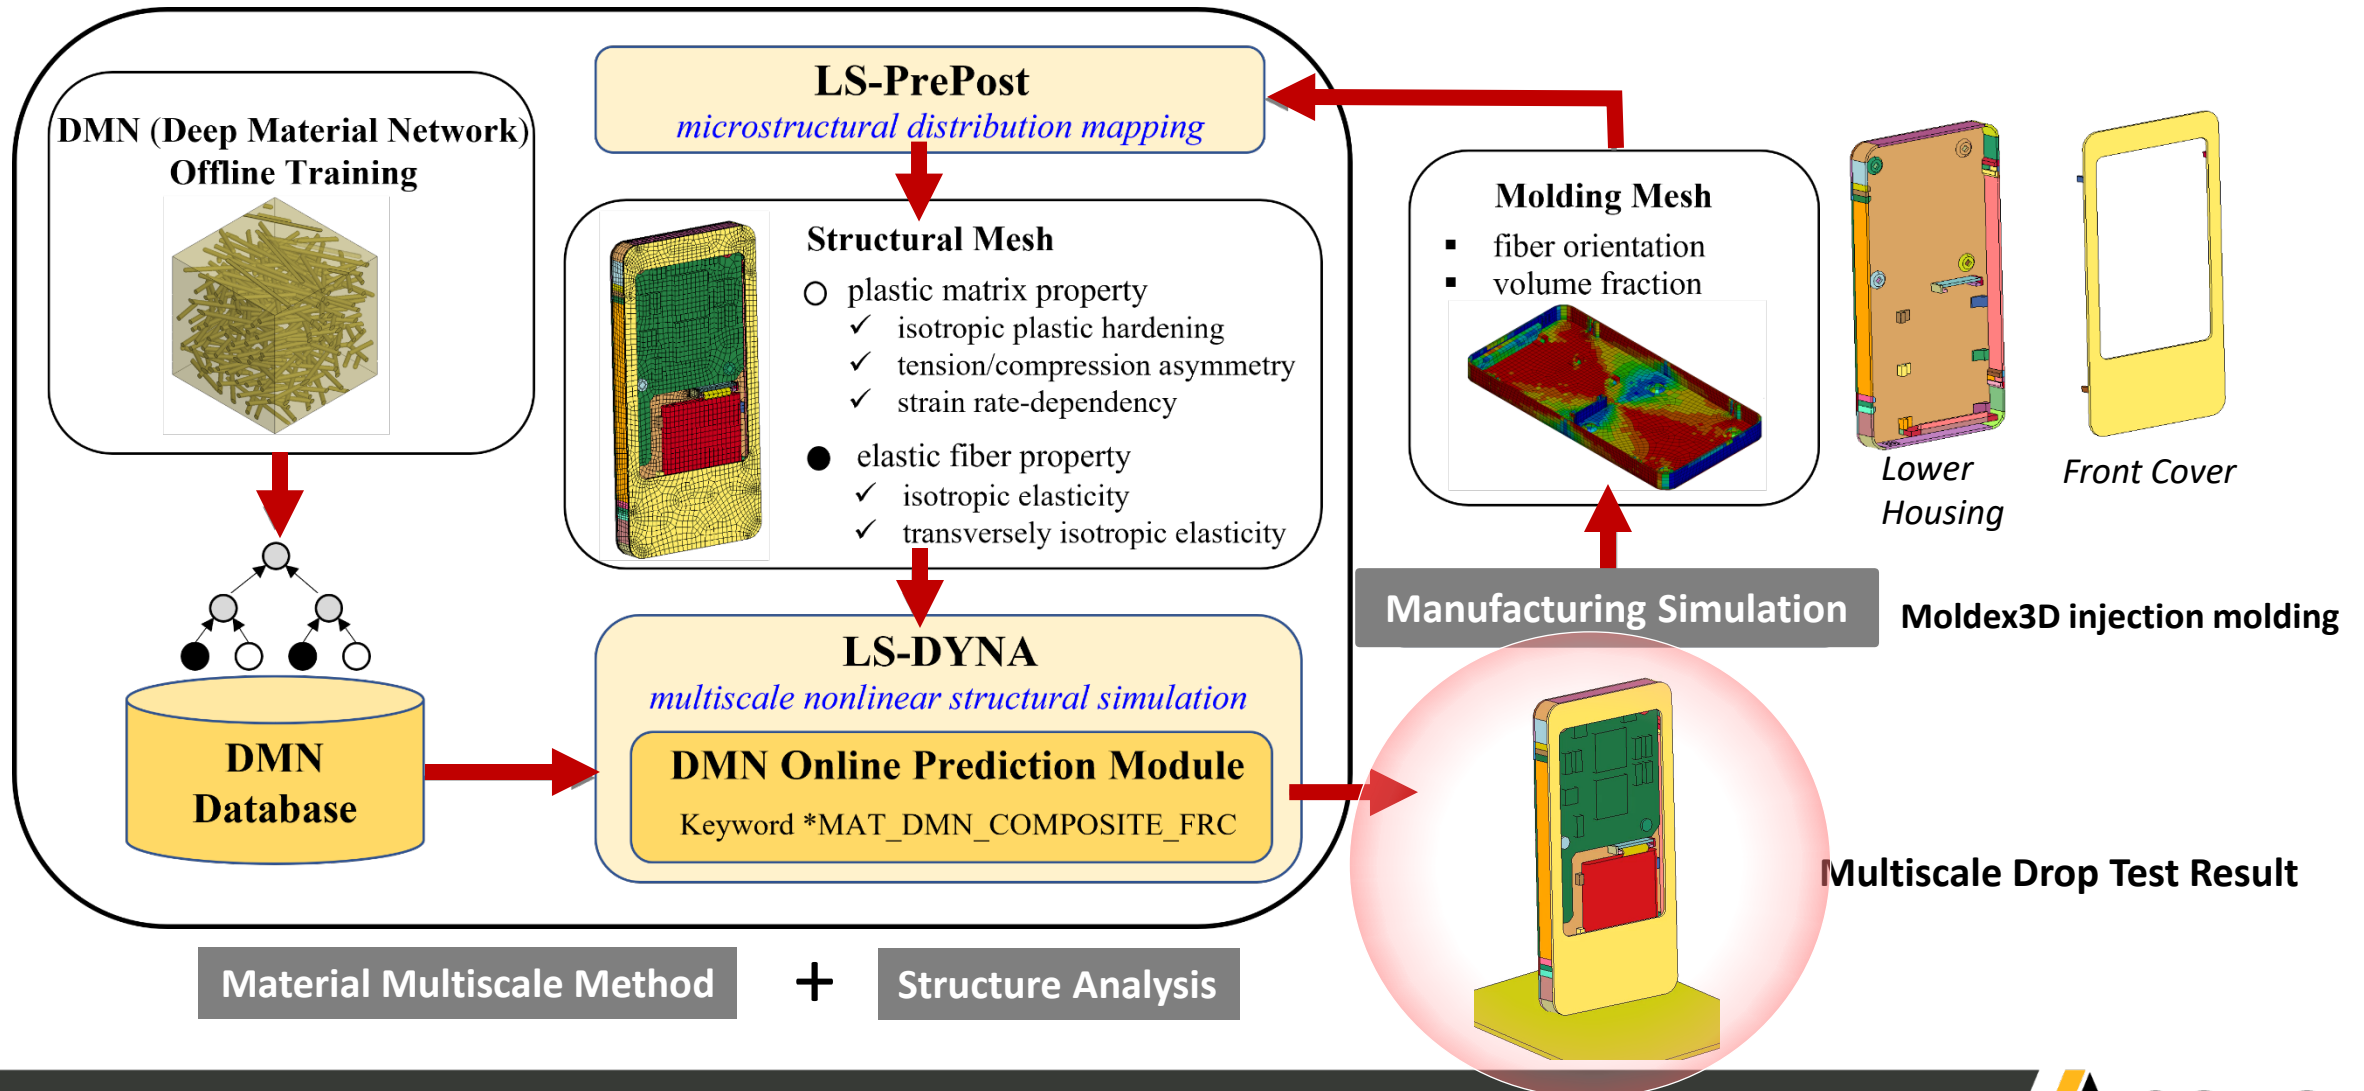 DMN (Deep Material Network)
Offline Training
DMN
Database
LS-PrePost
microstructural distribution mapping
Structural Mesh
plastic matrix property
✓ isotropic plastic hardening
✓ tension/compression asymmetry
✓ strain rate-dependency
elastic fiber property
✓ isotropic elasticity
✓ transversely isotropic elasticity
LS-DYNA
multiscale nonlinear structural simulation
DMN Online Prediction Module
Keyword *MAT_DMN_COMPOSITE_FRC
Molding Mesh
▪ fiber orientation
▪ volume fraction
Lower
Housing
Front Cover
Manufacturing Simulation
Moldex3D injection molding
Multiscale Drop Test Result
Material Multiscale Method
+
Structure Analysis